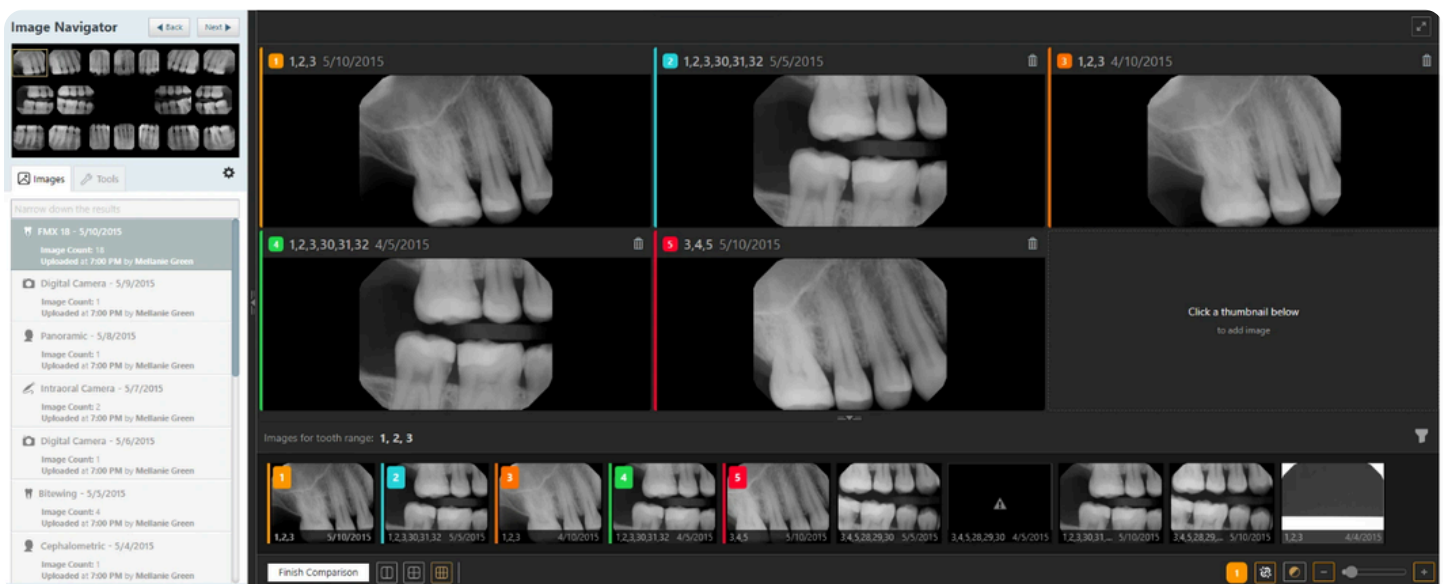 Image Navigator
Back
Next
Images
Tools
Narrow down the results
FMX 18 - 5/10/2015
Image Count: 18
Uploaded at 7:00 PM by Mellanie Green
Digital Camera - 5/9/2015
Image Count: 1
Uploaded at 7:00 PM by Mellanie Green
Panoramic - 5/8/2015
Image Count: 1
Uploaded at 7:00 PM by Mellanie Green
Intraoral Camera - 5/7/2015
Image Count: 2
Uploaded at 7:00 PM by Mellanie Green
Digital Camera - 5/6/2015
Image Count: 1
Uploaded at 7:00 PM by Mellanie Green
Bitewing - 5/5/2015
Image Count: 4
Uploaded at 7:00 PM by Mellanie Green
Cephalometric - 5/4/2015
Image Count: 1
Uploaded at 7:00 PM by Mellanie Green
1 1,2,3 5/10/2015
2 1,2,3,30,31,32 5/5/2015
3 1,2,3 4/10/2015
4 1,2,3,30,31,32 4/5/2015
5 3,4,5 5/10/2015
Click a thumbnail below
to add image
Images for tooth range: 1, 2, 3
1 1,2,3 5/10/2015
2 1,2,3,30,31,32 5/5/2015
3 1,2,3 4/10/2015
4 1,2,3,30,31,32 4/5/2015
5 3,4,5 5/10/2015
3,4,5,28,29,30 5/5/2015
3,4,5,28,29,30 4/5/2015
1,2,3,30,31,... 5/10/2015
3,4,5,28,29,... 5/10/2015
1,2,3 4/4/2015
Finish Comparison
1